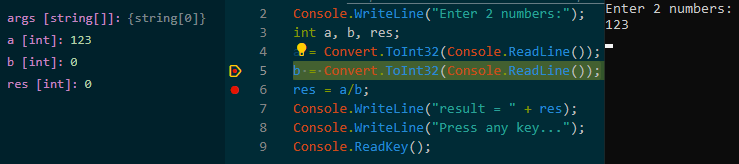 args [string[]]: {string[0]}
a [int]: 123
b [int]: 0
res [int]: 0
2 Console.WriteLine("Enter 2 numbers:");
3 int a, b, res;
4 = Convert.ToInt32(Console.ReadLine());
5 b = Convert.ToInt32(Console.ReadLine());
6 res = a/b;
7 Console.WriteLine("result = " + res);
8 Console.WriteLine("Press any key...");
9 Console.ReadKey();
Enter 2 numbers:
123